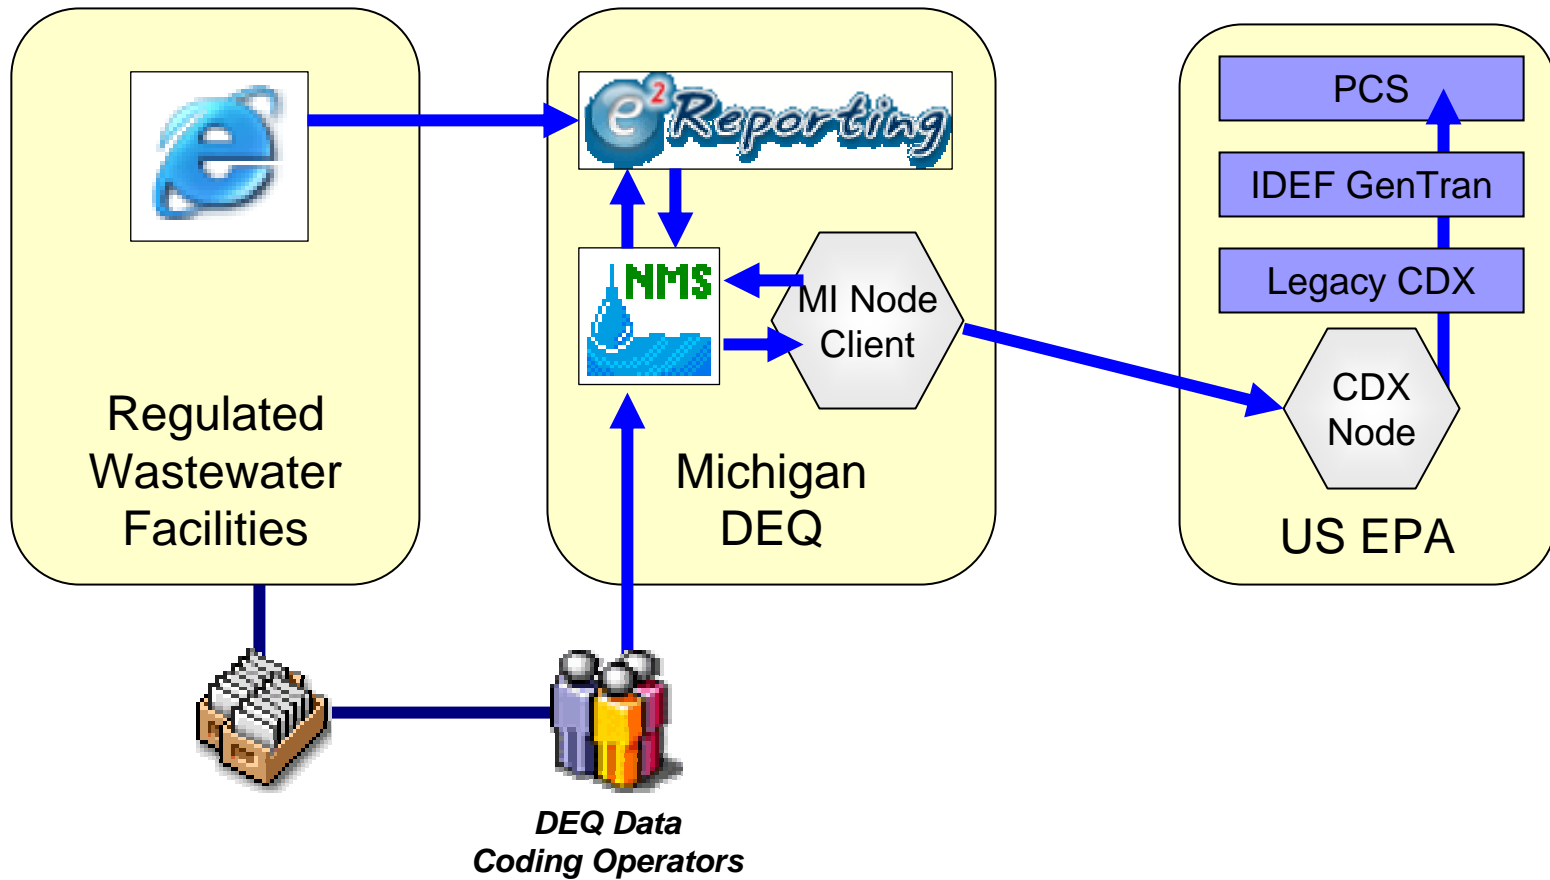 e
e2Reporting
NMS
MI Node
Client
Regulated
Wastewater
Facilities
Michigan
DEQ
PCS
IDEF GenTran
Legacy CDX
CDX
Node
US EPA
DEQ Data
Coding Operators